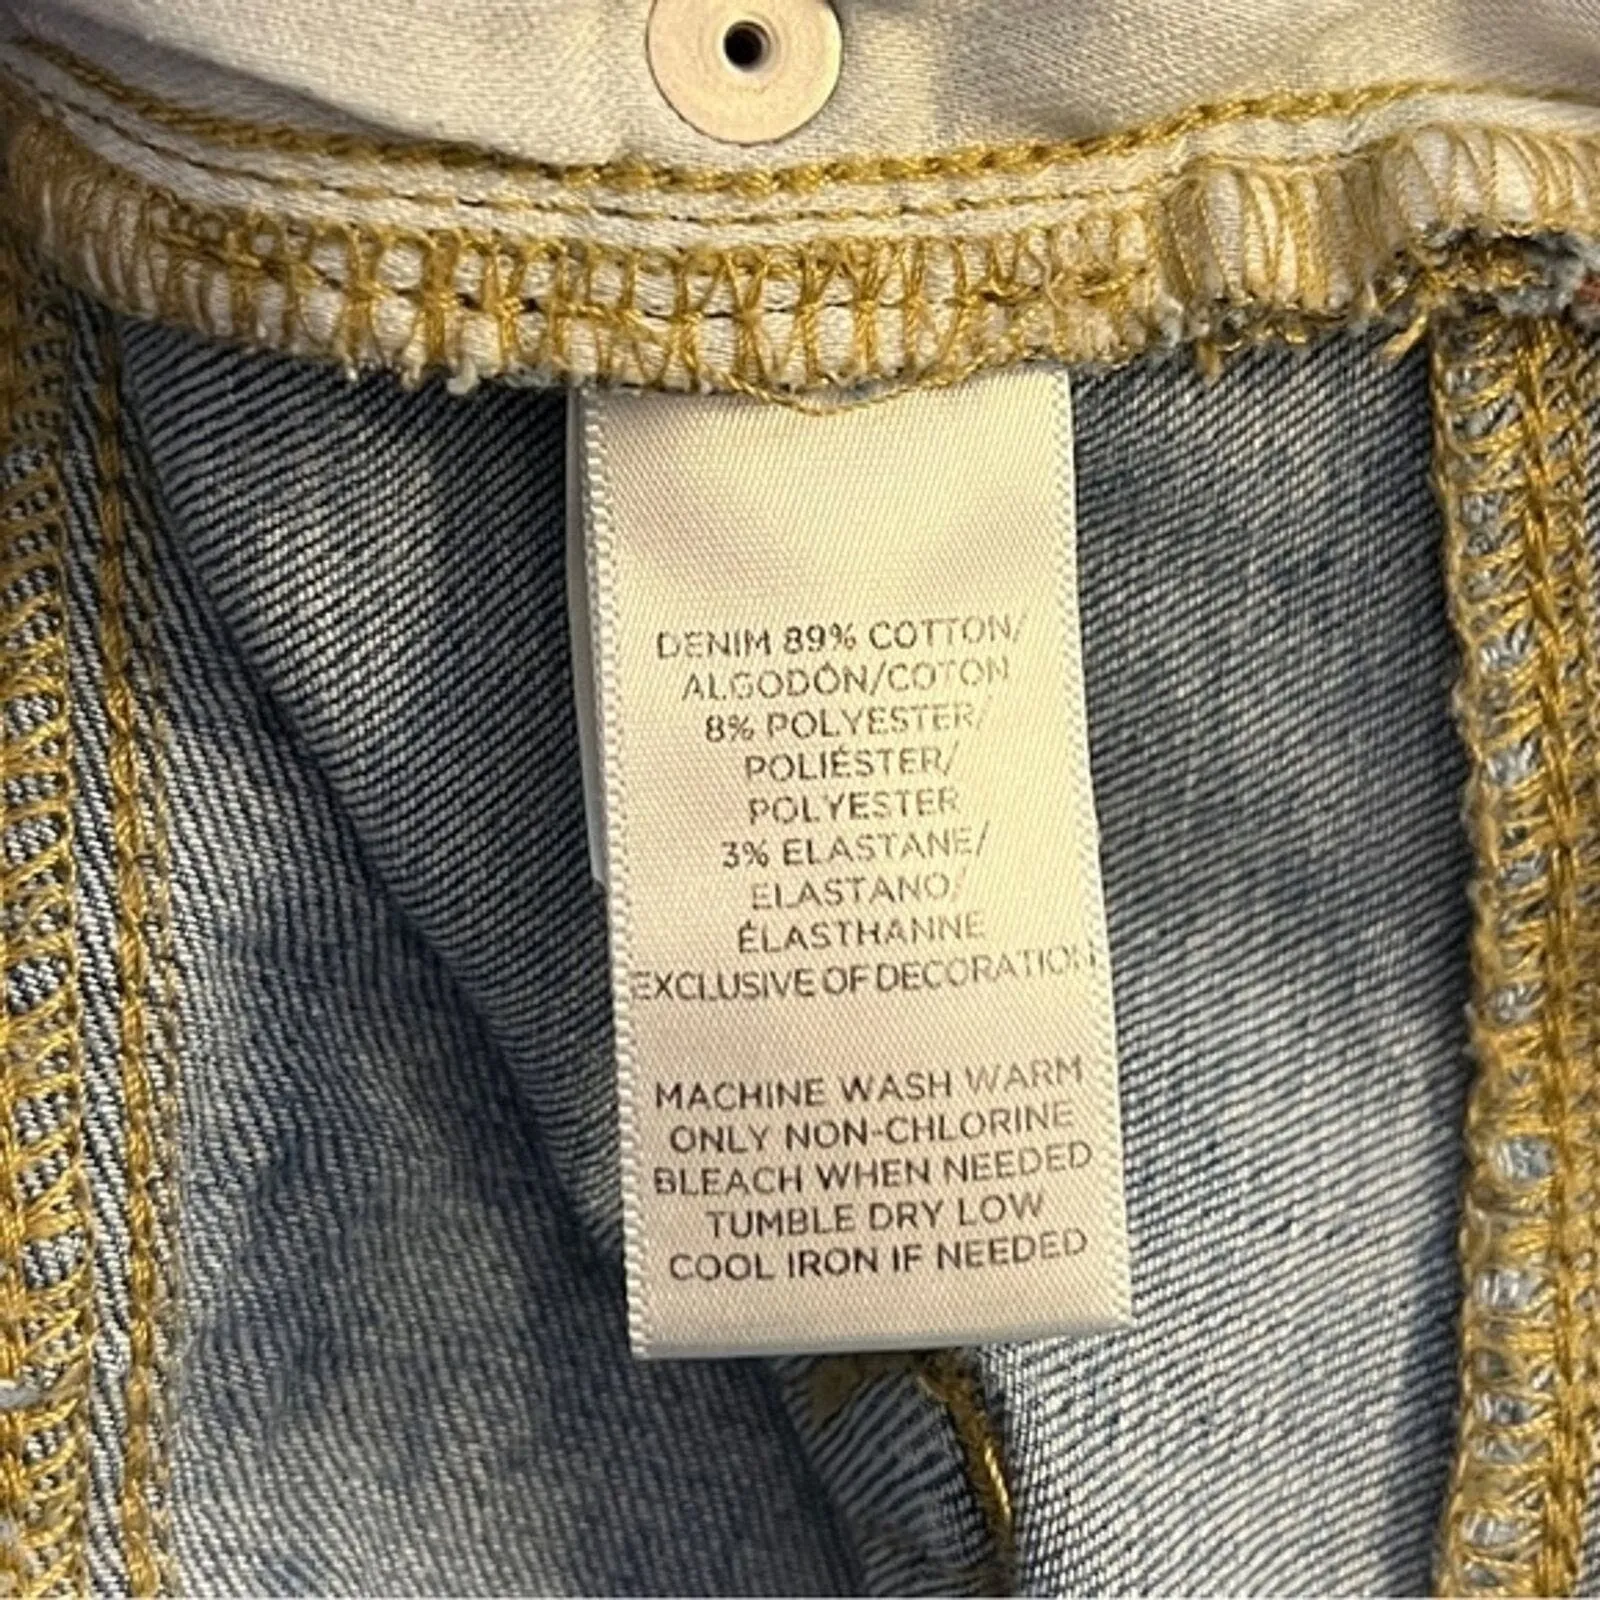 DENIM 89% COTTON/
ALGODÓN/COTON
8% POLYESTER/
POLIÉSTER/
POLYESTER
3% ELASTANE/
ELASTANO/
ÉLASTHANNE
EXCLUSIVE OF DECORATION
MACHINE WASH WARM
ONLY NON-CHLORINE
BLEACH WHEN NEEDED
TUMBLE DRY LOW
COOL IRON IF NEEDED